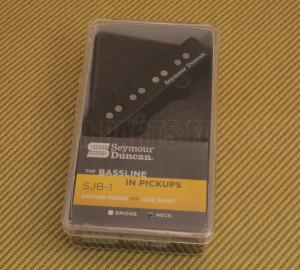 Seymour Duncan
Seymour
Duncan.
THE BASSLINE
IN PICKUPS
SJB-1
VINTAGE PICKUP FOR JAZZ BASS®
BRIDGE NECK